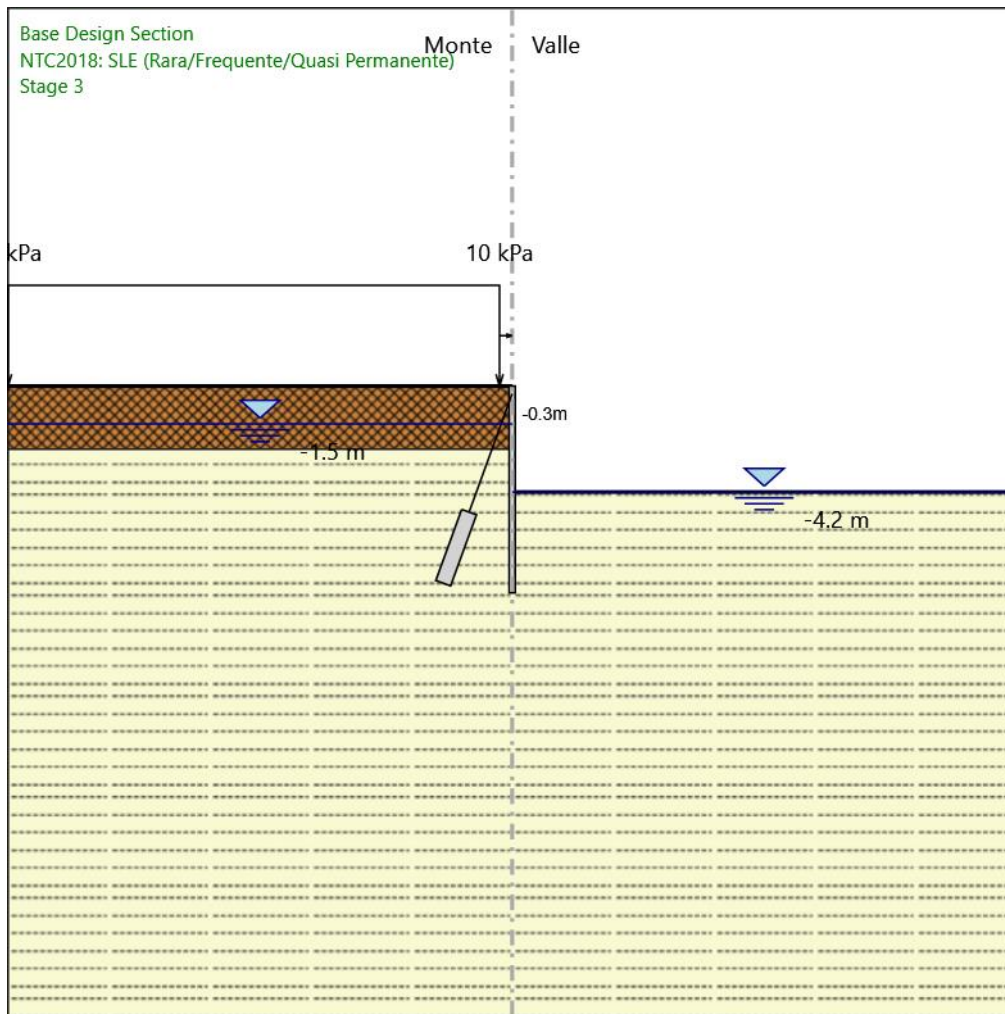 Base Design Section
NTC2018: SLE (Rara/Frequente/Quasi Permanente)
Stage 3
Monte
Valle
kPa
10 kPa
-0.3m
-1.5 m
-4.2 m